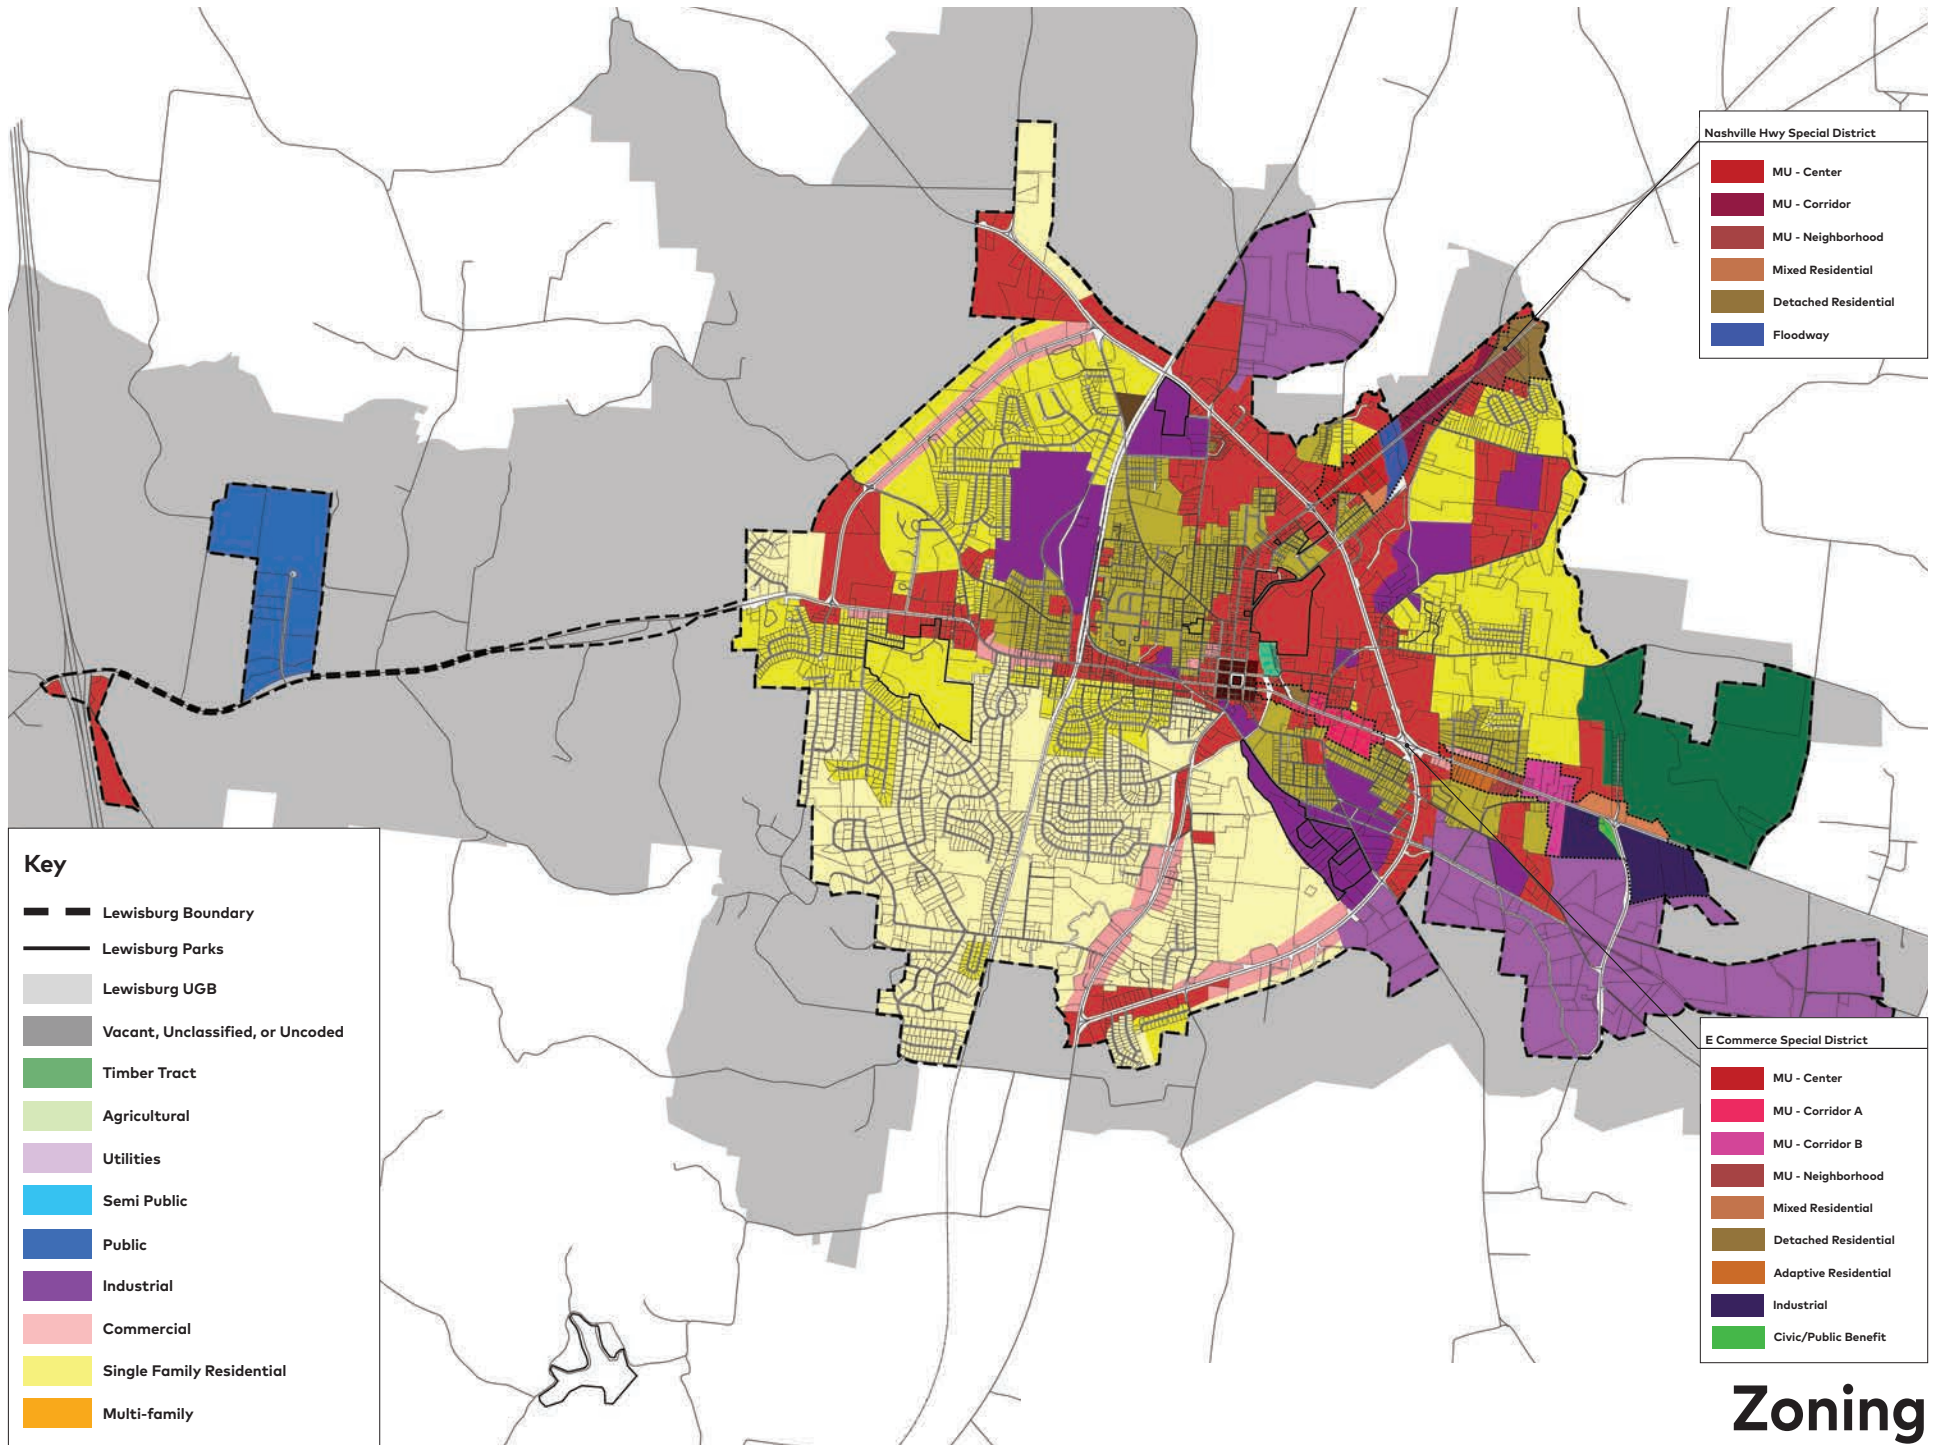 Nashville Hwy Special District
MU - Center
MU - Corridor
MU - Neighborhood
Mixed Residential
Detached Residential
Floodway
Key
Lewisburg Boundary
Lewisburg Parks
Lewisburg UGB
Vacant, Unclassified, or Uncoded
Timber Tract
Agricultural
Utilities
Semi Public
Public
Industrial
Commercial
Single Family Residential
Multi-family
E Commerce Special District
MU - Center
MU - Corridor A
MU - Corridor B
MU - Neighborhood
Mixed Residential
Detached Residential
Adaptive Residential
Industrial
Civic/Public Benefit
Zoning